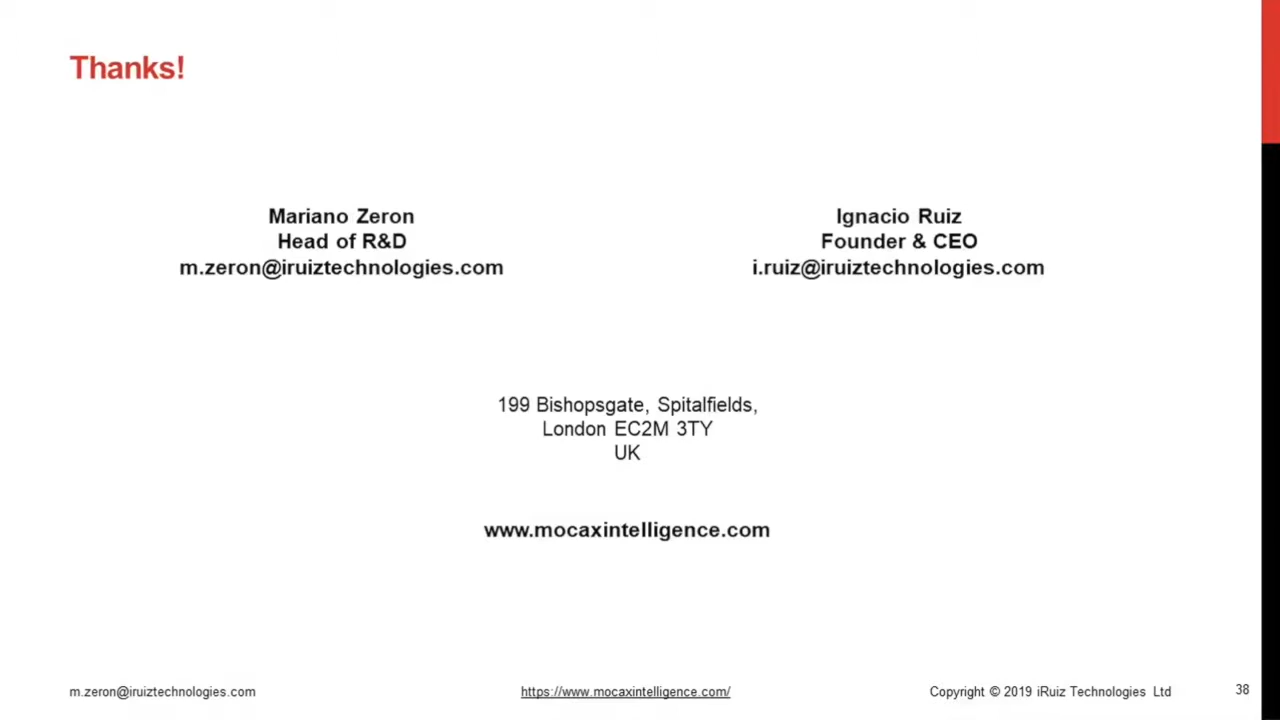 Thanks!
Mariano Zeron
Head of R&D
m.zeron@iruiztechnologies.com
Ignacio Ruiz
Founder & CEO
i.ruiz@iruiztechnologies.com
199 Bishopsgate, Spitalfields,
London EC2M 3TY
UK
www.mocaxintelligence.com
m.zeron@iruiztechnologies.com
https://www.mocaxintelligence.com/
Copyright © 2019 iRuiz Technologies Ltd
38